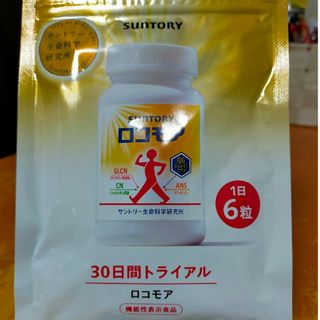 SUNTORY
サントリー
生命科学
研究所
SUNTORY
ロコモア
GLCN
CN
ANS
サントリー生命科学研究所
1日
6粒
30日間トライアル
ロコモア
機能性表示食品